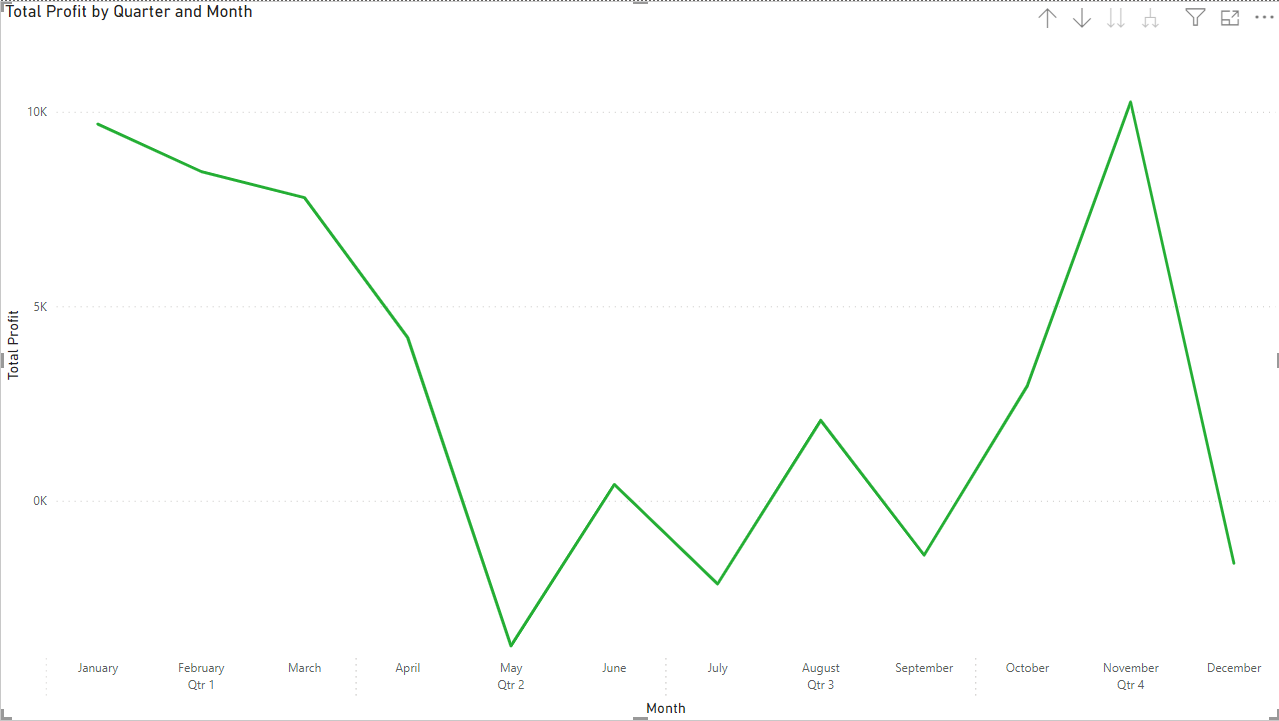 Total Profit by Quarter and Month
10K
5K
0K
Total Profit
January February March April May June July August September October November December
Qtr 1 Qtr 2 Qtr 3 Qtr 4
Month